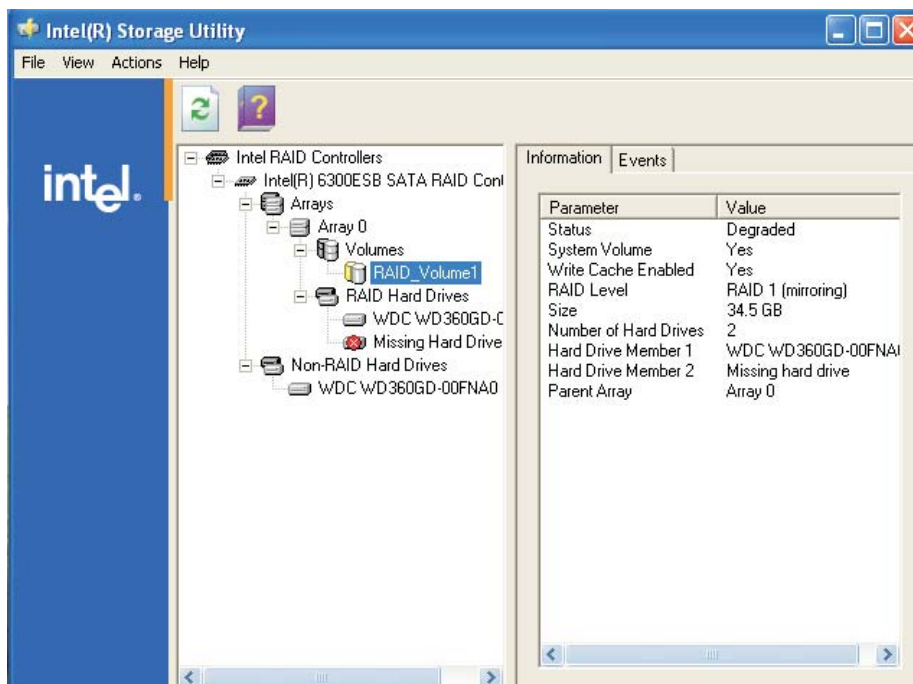 Intel(R) Storage Utility
File View Actions Help
intel.
Intel RAID Controllers
Intel(R) 6300ESB SATA RAID Con
Arrays
Array 0
Volumes
RAID_Volume1
RAID Hard Drives
WDC WD360GD-0
Missing Hard Drive
Non-RAID Hard Drives
WDC WD360GD-00FNA0
Information Events
Parameter Value
Status Degraded
System Volume Yes
Write Cache Enabled Yes
RAID Level RAID 1 (mirroring)
Size 34.5 GB
Number of Hard Drives 2
Hard Drive Member 1 WDC WD360GD-00FNA
Hard Drive Member 2 Missing hard drive
Parent Array Array 0